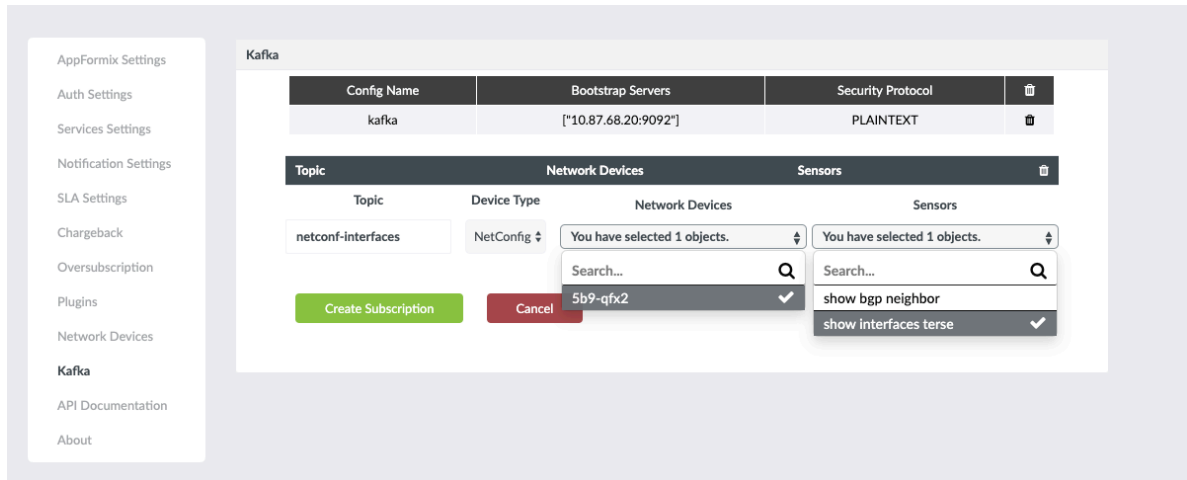 AppFormix Settings
Auth Settings
Services Settings
Notification Settings
SLA Settings
Chargeback
Oversubscription
Plugins
Network Devices
Kafka
API Documentation
About
Kafka
Config Name Bootstrap Servers Security Protocol
kafka ["10.87.68.20:9092"] PLAINTEXT
Topic Network Devices Sensors
Topic Device Type Network Devices Sensors
netconf-interfaces NetConfig You have selected 1 objects. You have selected 1 objects.
Search... Search...
5b9-qfx2 show bgp neighbor
Create Subscription Cancel show interfaces terse